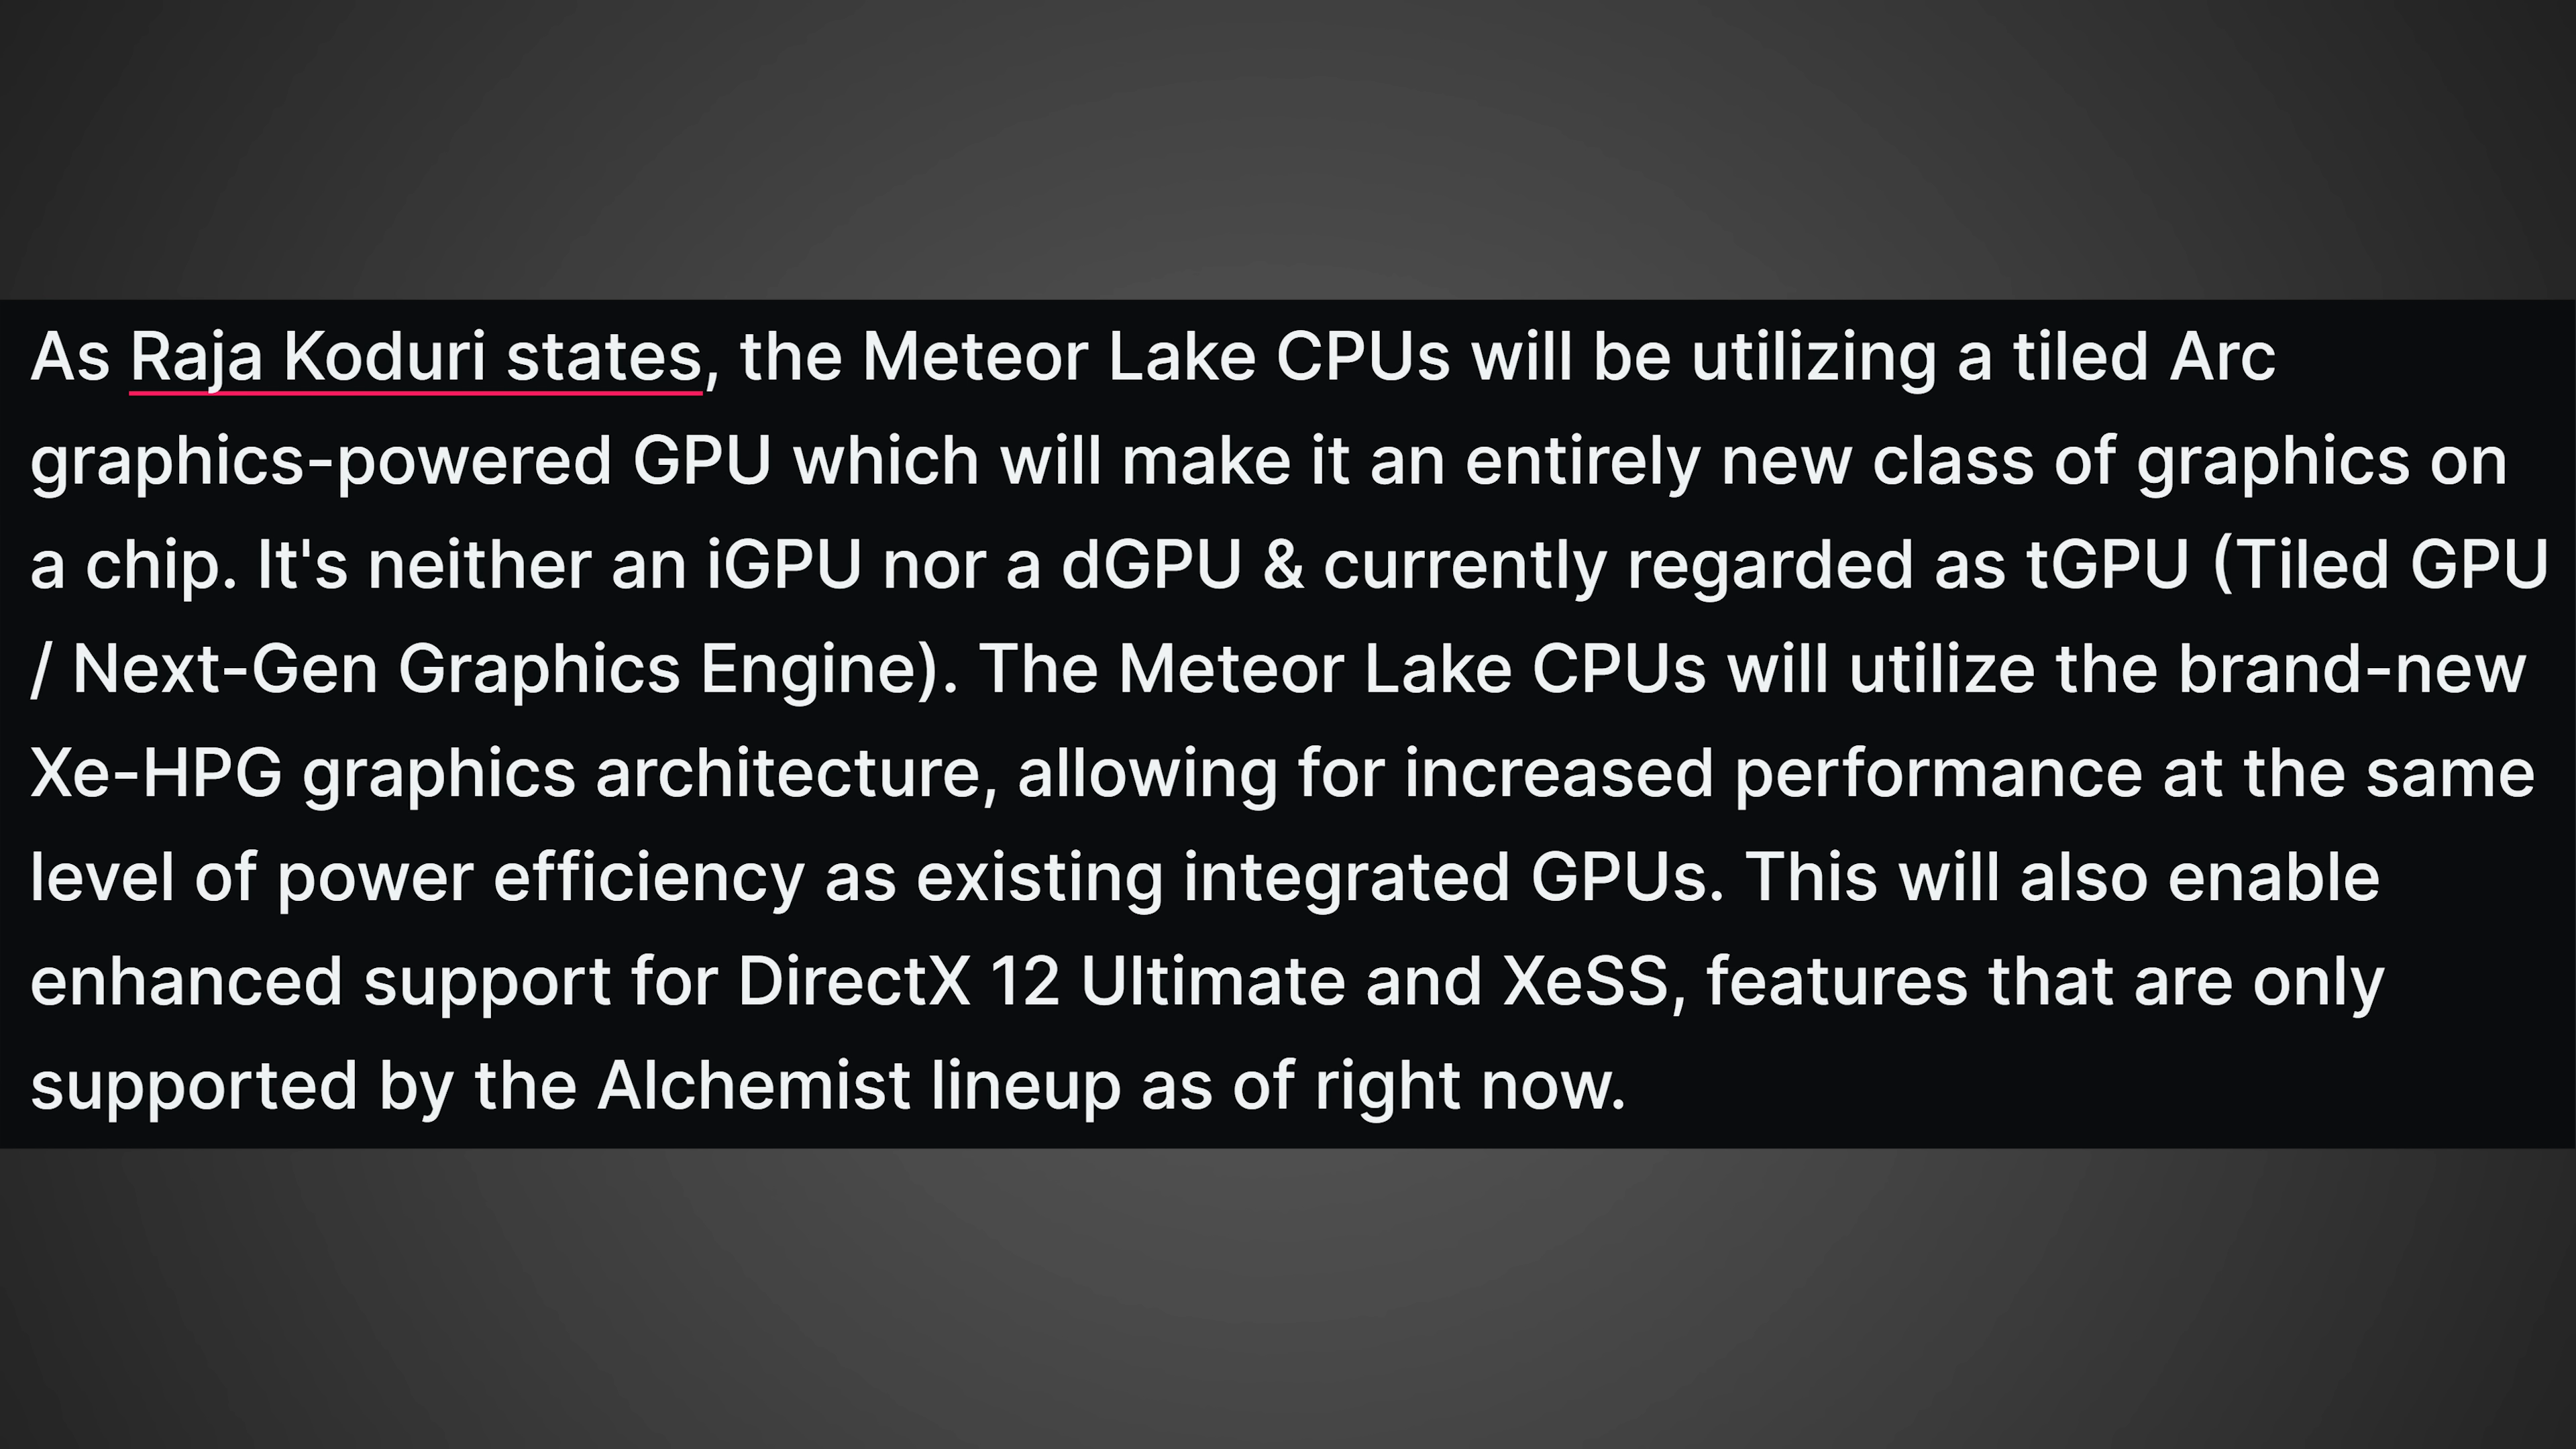 As Raja Koduri states, the Meteor Lake CPUs will be utilizing a tiled Arc
graphics-powered GPU which will make it an entirely new class of graphics on
a chip. It's neither an iGPU nor a dGPU & currently regarded as tGPU (Tiled GPU
/ Next-Gen Graphics Engine). The Meteor Lake CPUs will utilize the brand-new
Xe-HPG graphics architecture, allowing for increased performance at the same
level of power efficiency as existing integrated GPUs. This will also enable
enhanced support for DirectX 12 Ultimate and XeSS, features that are only
supported by the Alchemist lineup as of right now.